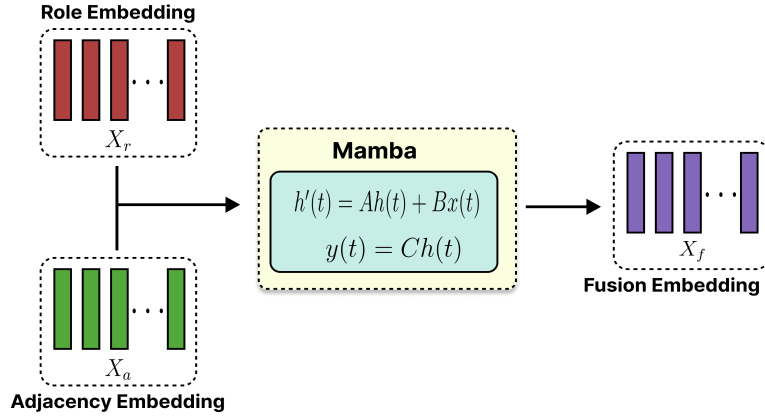 Role Embedding
X_r
Mamba
h′(t) = Ah(t) + Bx(t)
y(t) = Ch(t)
X_f
Fusion Embedding
X_a
Adjacency Embedding